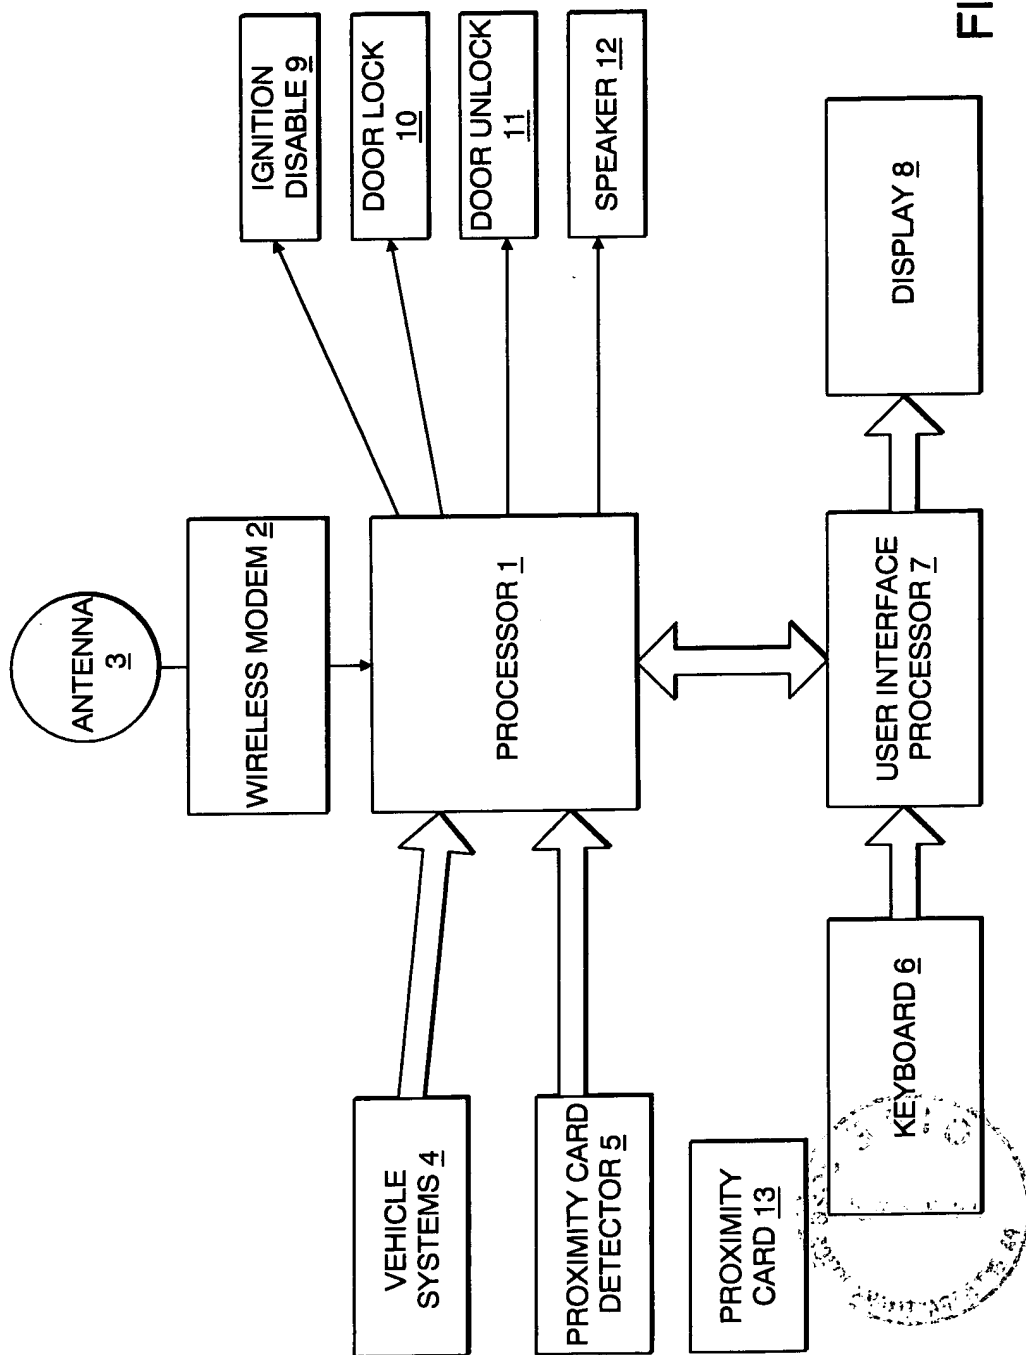 ANTENNA
3
WIRELESS MODEM 2
PROCESSOR 1
IGNITION
DISABLE 9
DOOR LOCK
10
DOOR UNLOCK
11
SPEAKER 12
VEHICLE
SYSTEMS 4
PROXIMITY CARD
DETECTOR 5
PROXIMITY
CARD 13
KEYBOARD 6
USER INTERFACE
PROCESSOR 7
DISPLAY 8